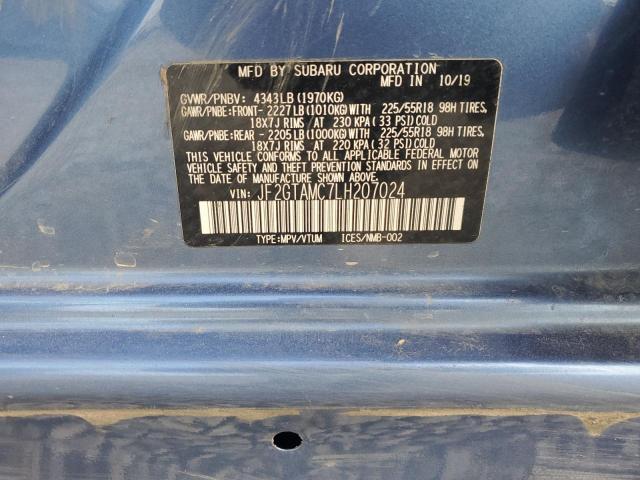 MFD BY SUBARU CORPORATION
MFD IN 10/19
GVWR/PNBV: 4343LB(1970KG)
GAWR/PNBE:FRONT- 2227LB(1010KG)WITH 225/55R18 98H TIRES,
18X7J RIMS AT 230 KPA(33 PSI)COLD
GAWR/PNBE:REAR - 2205LB(1000KG)WITH 225/55R18 98H TIRES,
18X7J RIMS AT 220 KPA(32 PSI)COLD
THIS VEHICLE CONFORMS TO ALL APPLICABLE FEDERAL MOTOR
VEHICLE SAFETY AND THEFT PREVENTION STANDARDS IN EFFECT
ON THE DATE OF MANUFACTURE SHOWN ABOVE.
VIN: JF2GTAMC7LH207024
TYPE:MPV/VTUM ICES/NMB-002